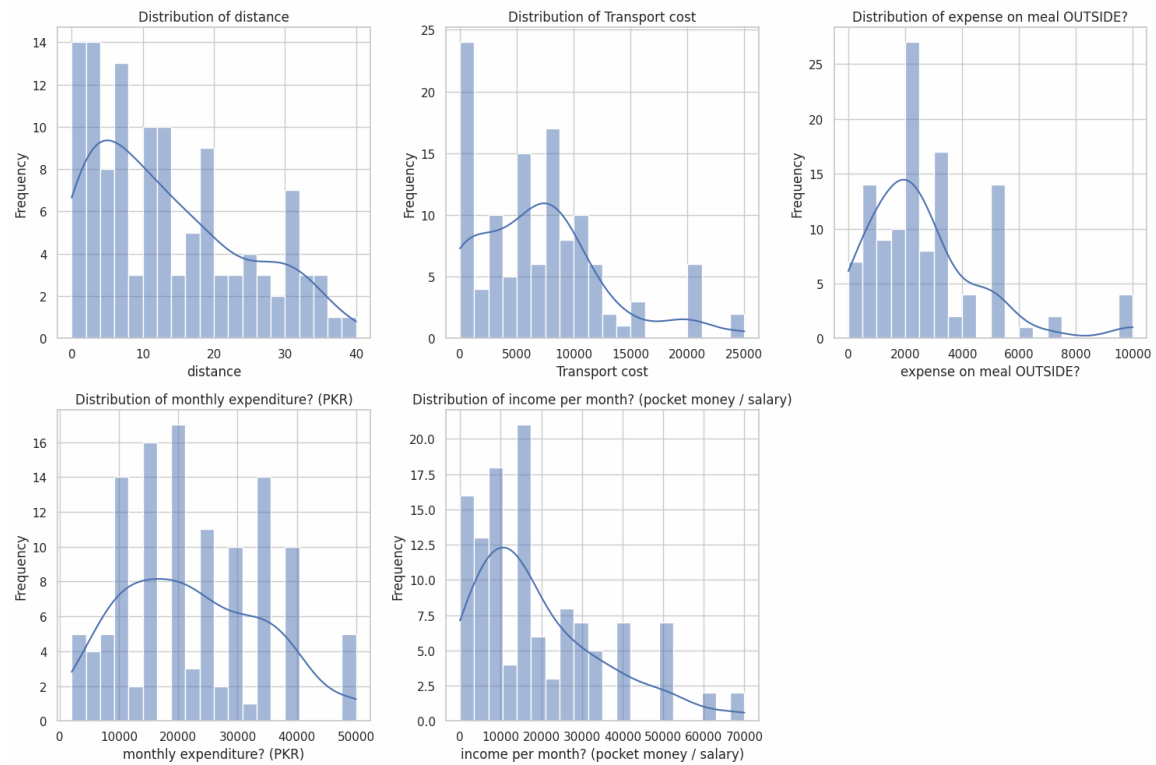 Distribution of distance
14
12
10
8
6
4
2
0
Frequency
0 10 20 30 40
distance
Distribution of Transport cost
25
20
15
10
5
0
Frequency
0 5000 10000 15000 20000 25000
Transport cost
Distribution of expense on meal OUTSIDE?
25
20
15
10
5
0
Frequency
0 2000 4000 6000 8000 10000
expense on meal OUTSIDE?
Distribution of monthly expenditure? (PKR)
16
14
12
10
8
6
4
2
0
Frequency
0 10000 20000 30000 40000 50000
monthly expenditure? (PKR)
Distribution of income per month? (pocket money / salary)
20.0
17.5
15.0
12.5
10.0
7.5
5.0
2.5
0.0
Frequency
0 10000 20000 30000 40000 50000 60000 70000
income per month? (pocket money / salary)